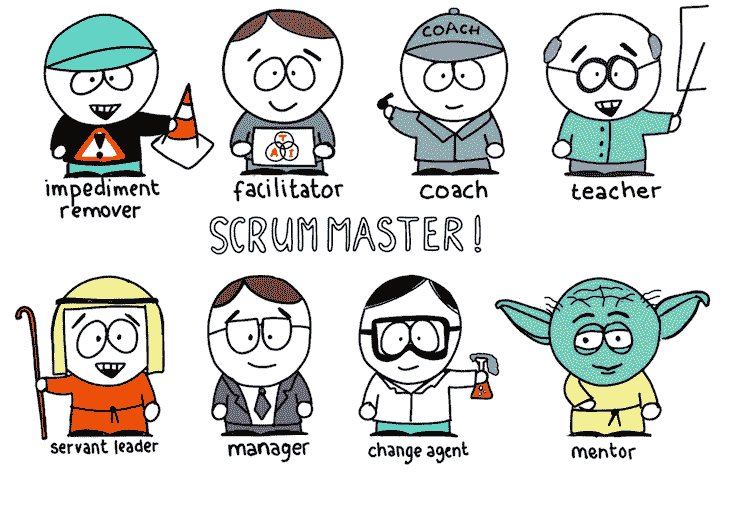 COACH
T
A I
impediment
remover
facilitator
coach
teacher
SCRUM MASTER!
servant leader
manager
change agent
mentor